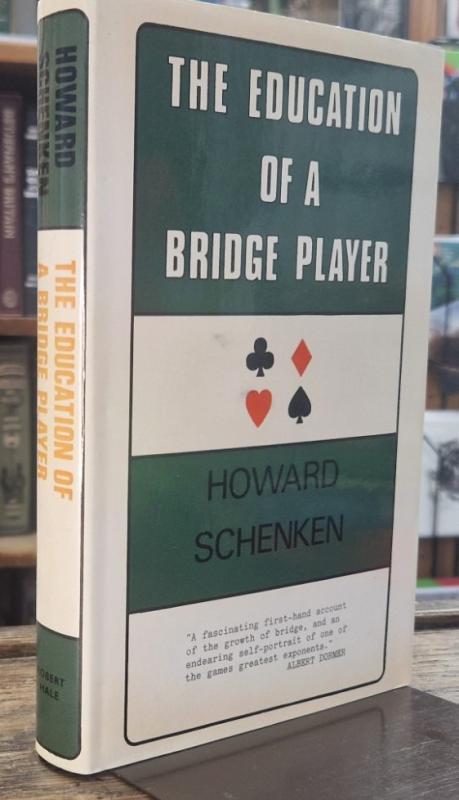 THE EDUCATION
OF A
BRIDGE PLAYER
HOWARD
SCHENKEN
"A fascinating first-hand account
of the growth of bridge, and an
endearing self-portrait of one of
the games greatest exponents."
ALBERT DORMER
HOWARD
SCHENKEN
THE EDUCATION OF
A BRIDGE PLAYER
ROBERT
HALE
BRITAIN